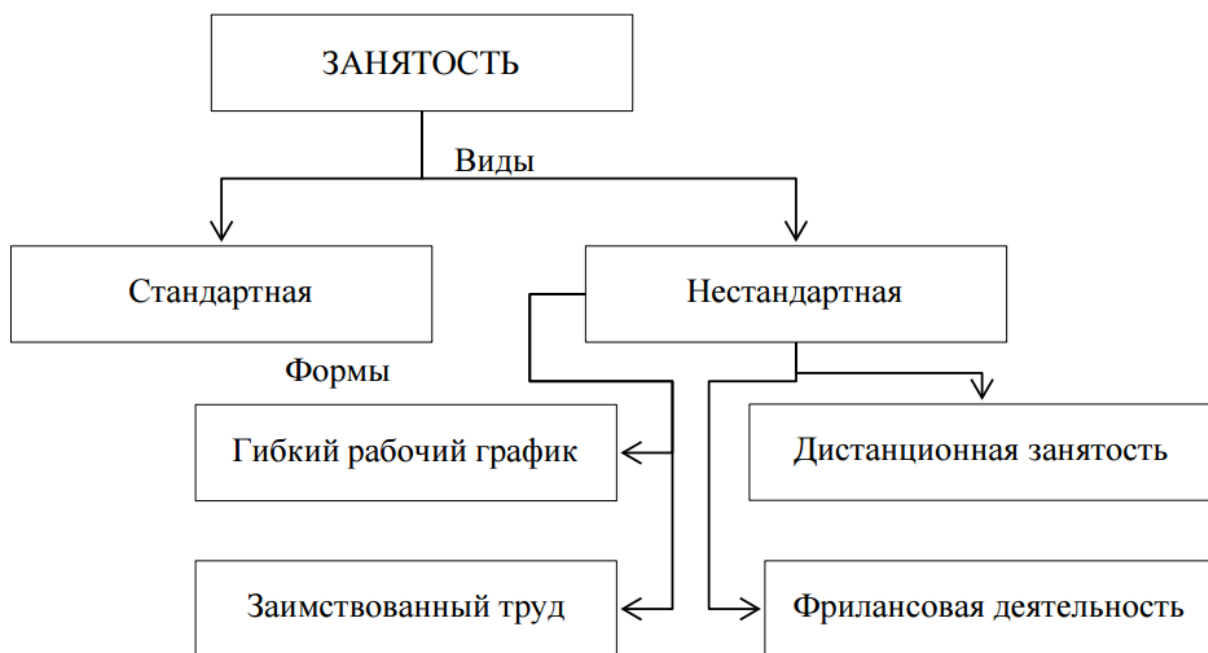 ЗАНЯТОСТЬ
Виды
Стандартная
Нестандартная
Формы
Гибкий рабочий график
Дистанционная занятость
Заимствованный труд
Фрилансовая деятельность